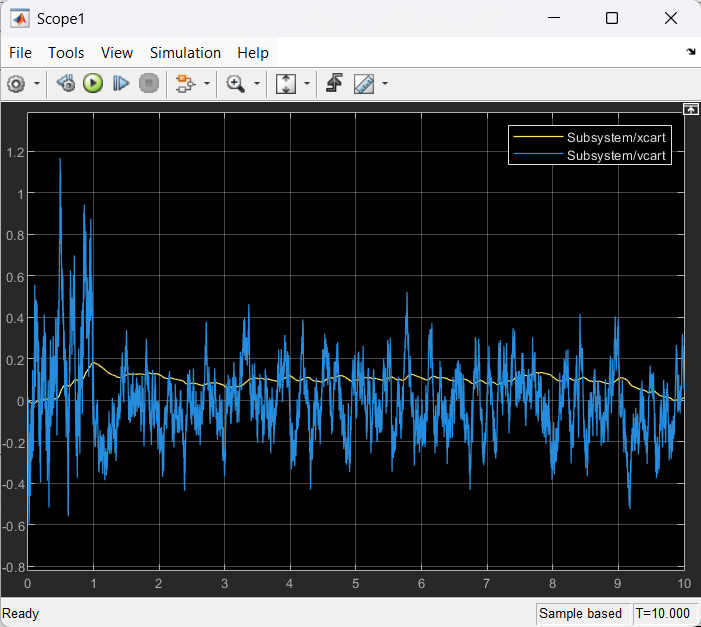 Scope1
File Tools View Simulation Help
Subsystem/xcart
Subsystem/vcart
1.2
1
0.8
0.6
0.4
0.2
0
-0.2
-0.4
-0.6
-0.8
0 1 2 3 4 5 6 7 8 9 10
Ready Sample based T=10.000